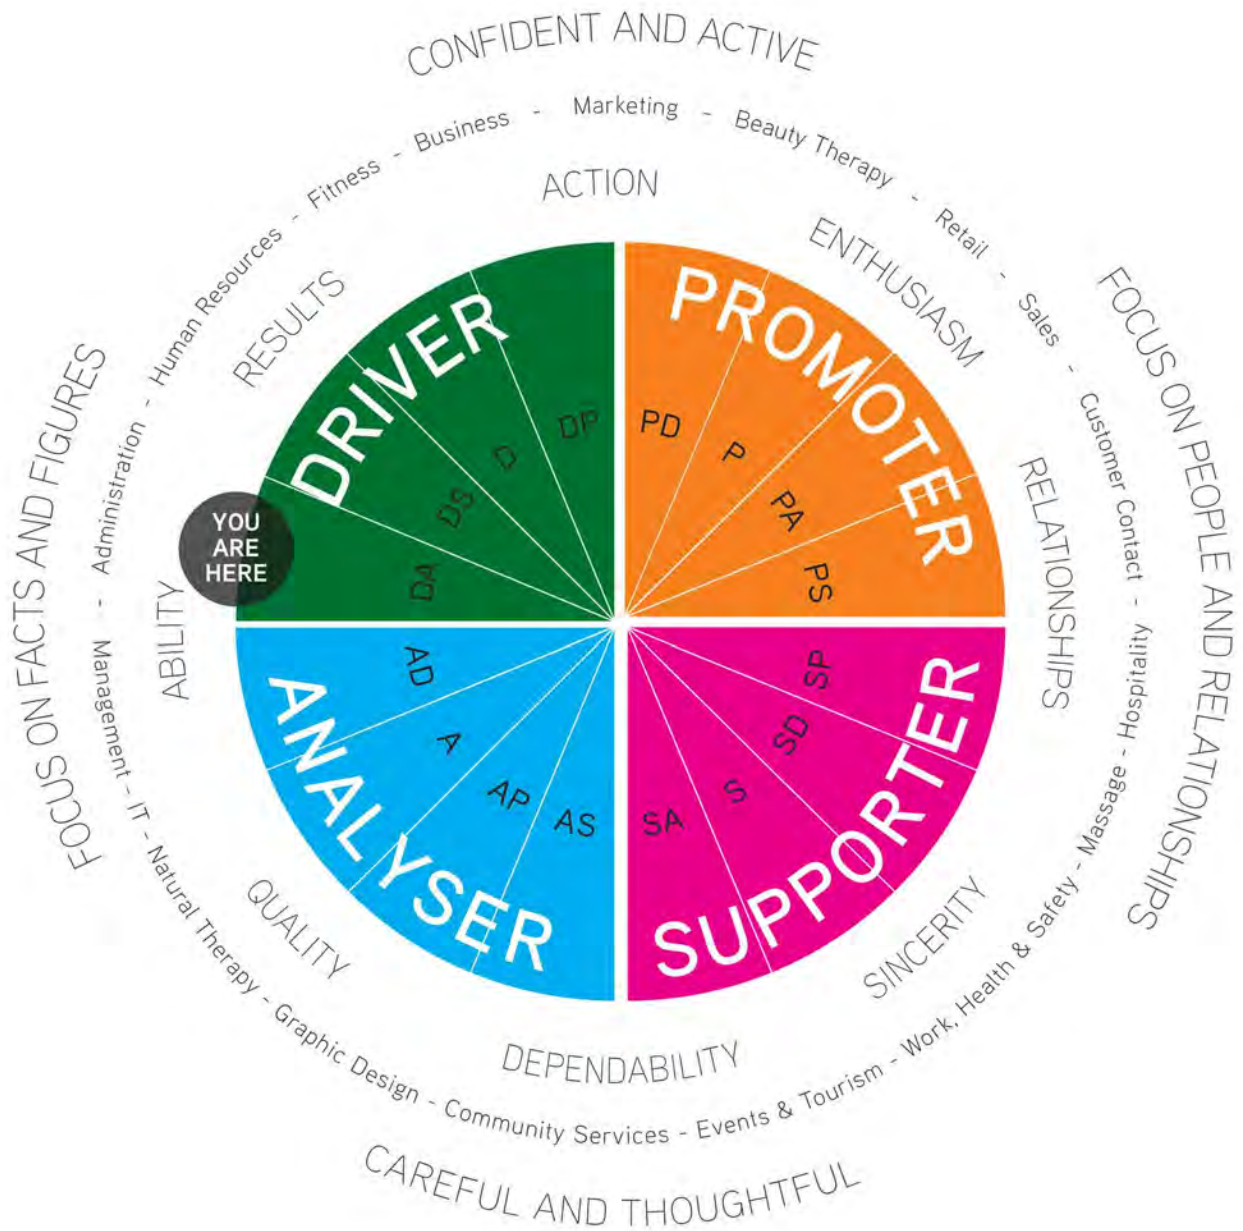 CONFIDENT AND ACTIVE
FOCUS ON PEOPLE AND RELATIONSHIPS
CAREFUL AND THOUGHTFUL
FOCUS ON FACTS AND FIGURES
Administration - Human Resources - Fitness - Business - Marketing - Beauty Therapy - Retail - Sales - Customer Contact - Hospitality - Massage - Work, Health & Safety - Events & Tourism - Community Services - Graphic Design - Natural Therapy - IT - Management -
ACTION
ENTHUSIASM
RELATIONSHIPS
SINCERITY
DEPENDABILITY
QUALITY
ABILITY
RESULTS
DRIVER
DA
DS
D
DP
PROMOTER
PD
P
PA
PS
SUPPORTER
SP
SD
S
SA
ANALYSER
AD
A
AP
AS
YOU
ARE
HERE